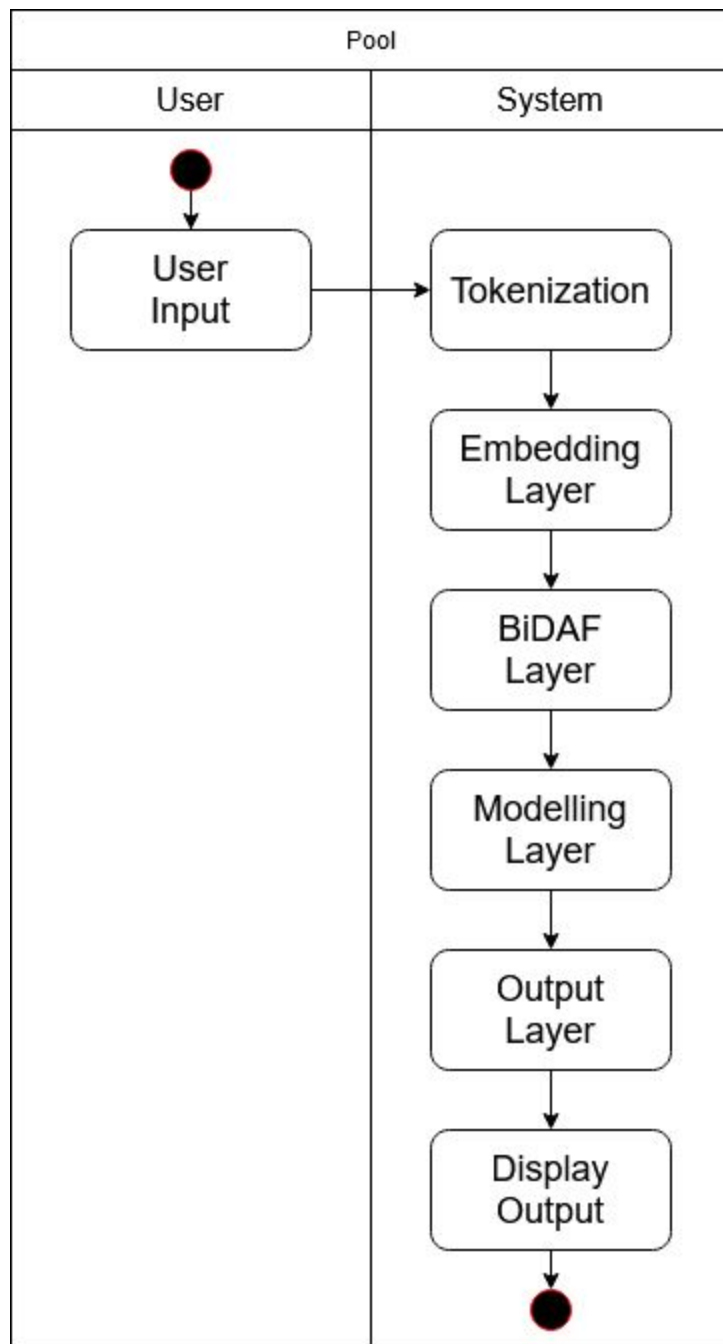 Pool
User
System
User
Input
Tokenization
Embedding
Layer
BiDAF
Layer
Modelling
Layer
Output
Layer
Display
Output